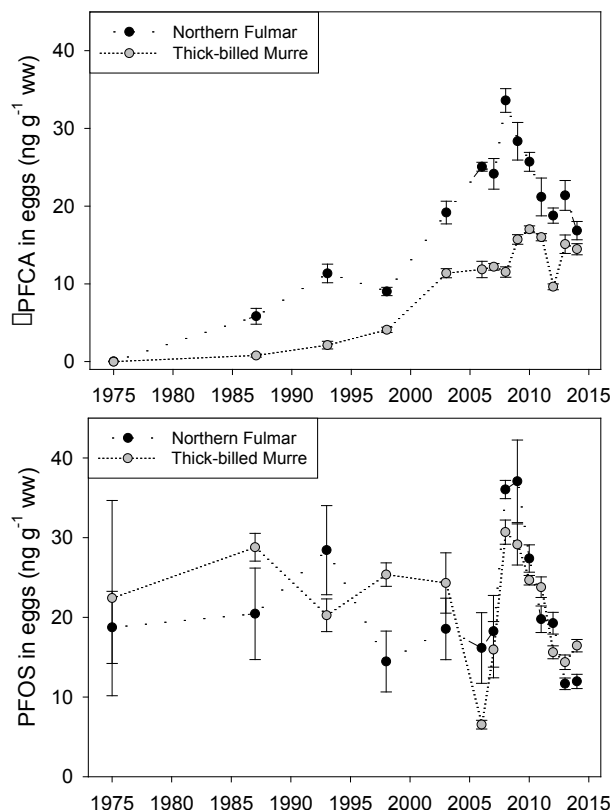 Northern Fulmar
Thick-billed Murre
□PFCA in eggs (ng g⁻¹ ww)
40
30
20
10
0
1975 1980 1985 1990 1995 2000 2005 2010 2015
Northern Fulmar
Thick-billed Murre
PFOS in eggs (ng g⁻¹ ww)
40
30
20
10
0
1975 1980 1985 1990 1995 2000 2005 2010 2015